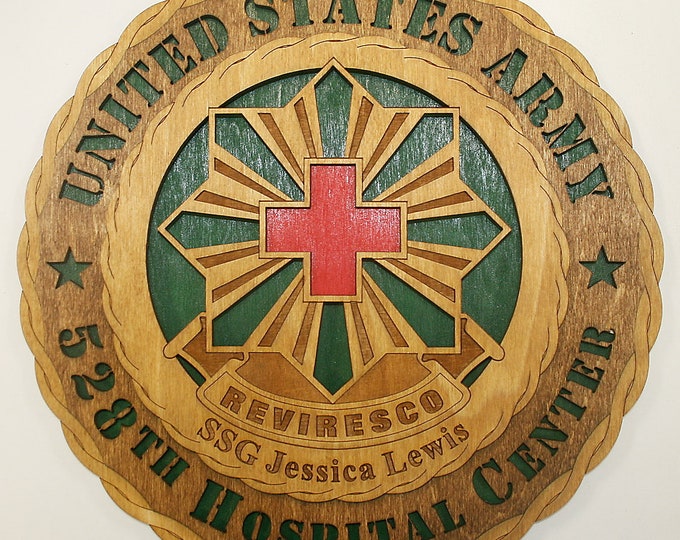 UNITED STATES ARMY
REVIRESCO
SSG Jessica Lewis
528TH HOSPITAL CENTER